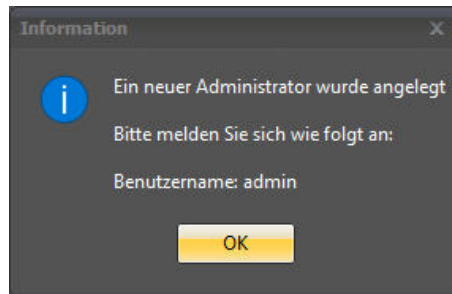 Information
X
Ein neuer Administrator wurde angelegt
Bitte melden Sie sich wie folgt an:
Benutzername: admin
OK